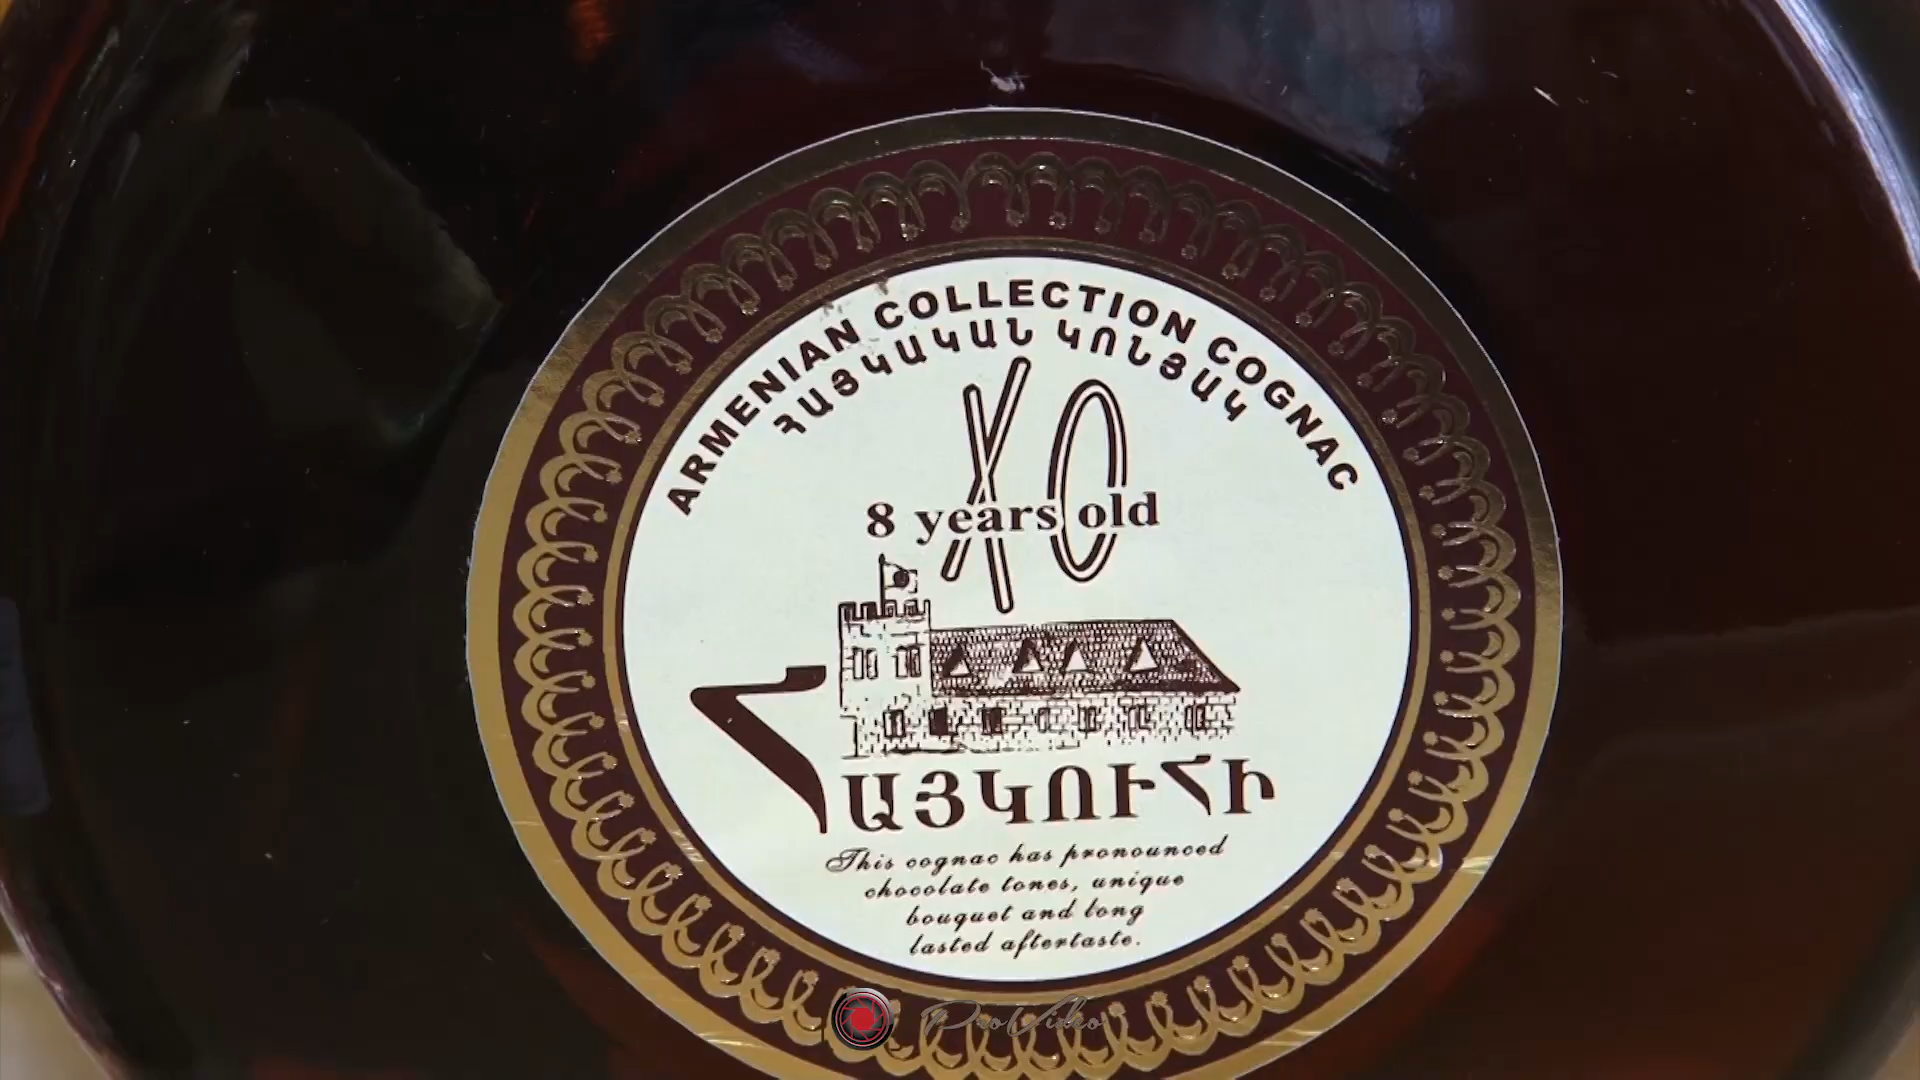 ARMENIAN COLLECTION COGNAC
ՀԱՅԿԱԿԱՆ ԿՈՆՅԱԿ
XO
8 years old
ՀԱՅԿՈՒՀԻ
This cognac has pronounced
chocolate tones, unique
bouquet and long
lasted aftertaste.
ProVideo